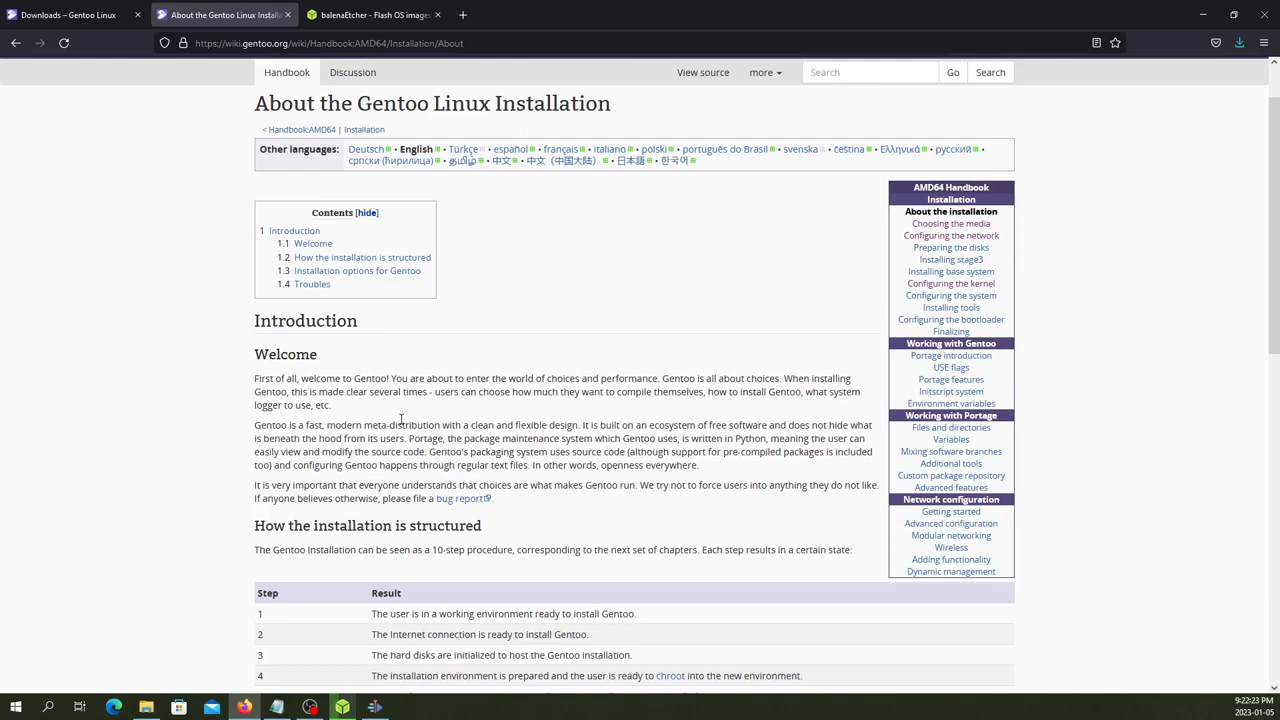 Downloads – Gentoo Linux
About the Gentoo Linux Installa
balenaEtcher - Flash OS images
https://wiki.gentoo.org/wiki/Handbook:AMD64/Installation/About
Handbook
Discussion
View source
more
Search
Go
Search
About the Gentoo Linux Installation
< Handbook:AMD64 | Installation
Other languages: Deutsch • English • Türkçe • español • français • italiano • polski • português do Brasil • svenska • čeština • Ελληνικά • русский •
српски (ћирилица) • தமிழ் • 中文 • 中文（中国大陆） • 日本語 • 한국어
Contents [hide]
1 Introduction
1.1 Welcome
1.2 How the installation is structured
1.3 Installation options for Gentoo
1.4 Troubles
AMD64 Handbook
Installation
About the installation
Choosing the media
Configuring the network
Preparing the disks
Installing stage3
Installing base system
Configuring the kernel
Configuring the system
Installing tools
Configuring the bootloader
Finalizing
Working with Gentoo
Portage introduction
USE flags
Portage features
Initscript system
Environment variables
Working with Portage
Files and directories
Variables
Mixing software branches
Additional tools
Custom package repository
Advanced features
Network configuration
Getting started
Advanced configuration
Modular networking
Wireless
Adding functionality
Dynamic management
Introduction
Welcome
First of all, welcome to Gentoo! You are about to enter the world of choices and performance. Gentoo is all about choices. When installing
Gentoo, this is made clear several times - users can choose how much they want to compile themselves, how to install Gentoo, what system
logger to use, etc.
Gentoo is a fast, modern meta-distribution with a clean and flexible design. It is built on an ecosystem of free software and does not hide what
is beneath the hood from its users. Portage, the package maintenance system which Gentoo uses, is written in Python, meaning the user can
easily view and modify the source code. Gentoo's packaging system uses source code (although support for pre-compiled packages is included
too) and configuring Gentoo happens through regular text files. In other words, openness everywhere.
It is very important that everyone understands that choices are what makes Gentoo run. We try not to force users into anything they do not like.
If anyone believes otherwise, please file a bug report.
How the installation is structured
The Gentoo Installation can be seen as a 10-step procedure, corresponding to the next set of chapters. Each step results in a certain state:
Step Result
1 The user is in a working environment ready to install Gentoo.
2 The Internet connection is ready to install Gentoo.
3 The hard disks are initialized to host the Gentoo installation.
4 The installation environment is prepared and the user is ready to chroot into the new environment.
9:22:23 PM
2023-01-05